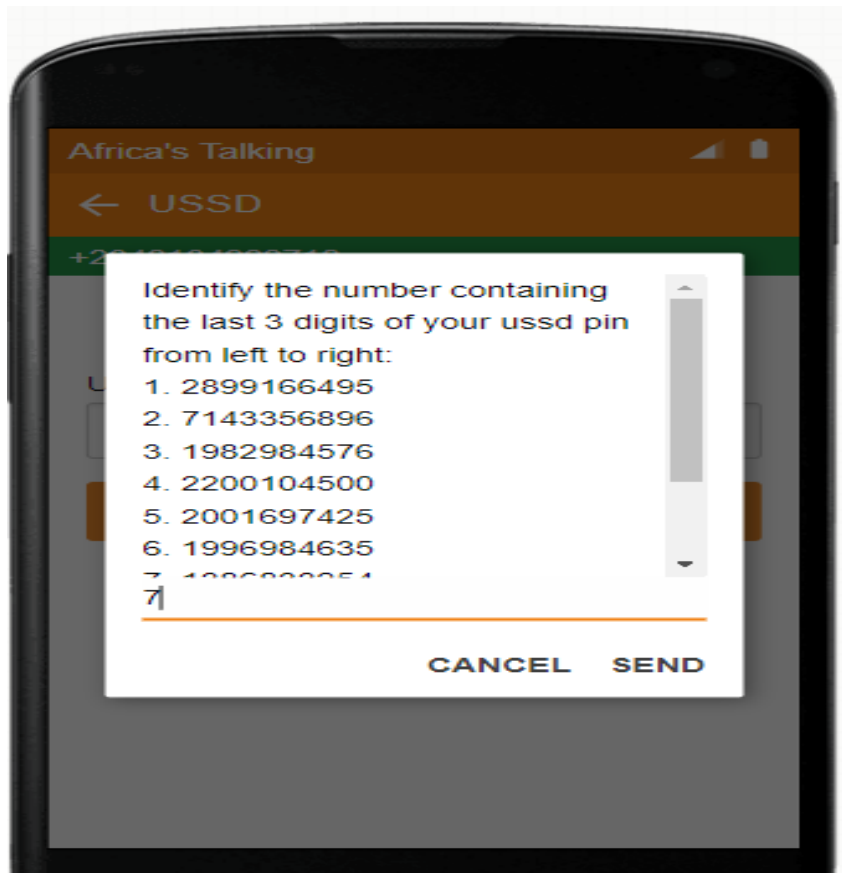 Africa's Talking
USSD
Identify the number containing
the last 3 digits of your ussd pin
from left to right:
1. 2899166495
2. 7143356896
3. 1982984576
4. 2200104500
5. 2001697425
6. 1996984635
7
CANCEL SEND